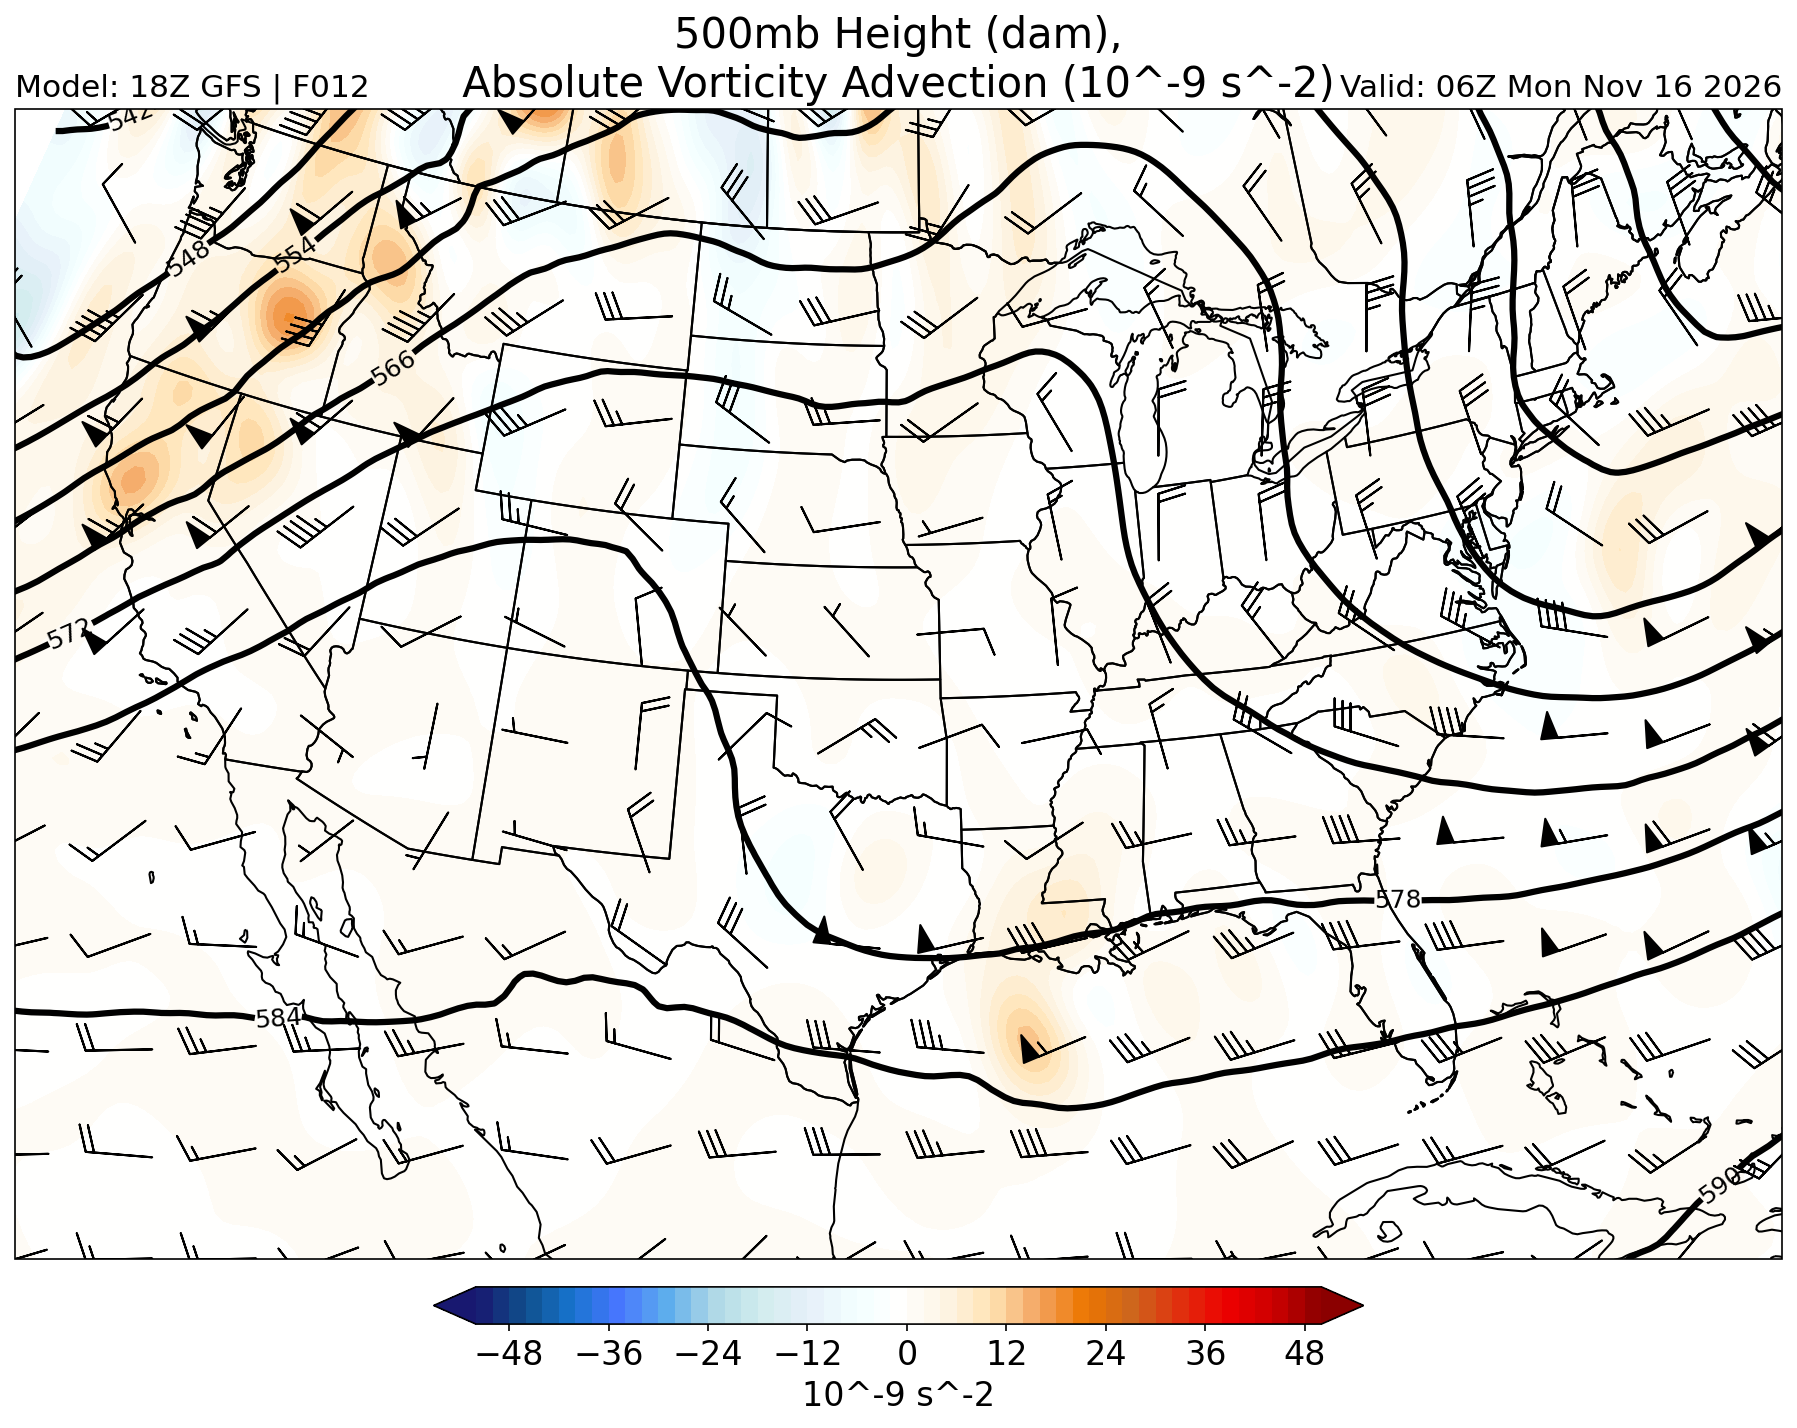 500mb Height (dam),
Model: 18Z GFS | F012
Absolute Vorticity Advection (10^-9 s^-2)
Valid: 06Z Mon Nov 16 2026
542
548
554
566
572
578
584
590
−48 −36 −24 −12 0 12 24 36 48
10^-9 s^-2